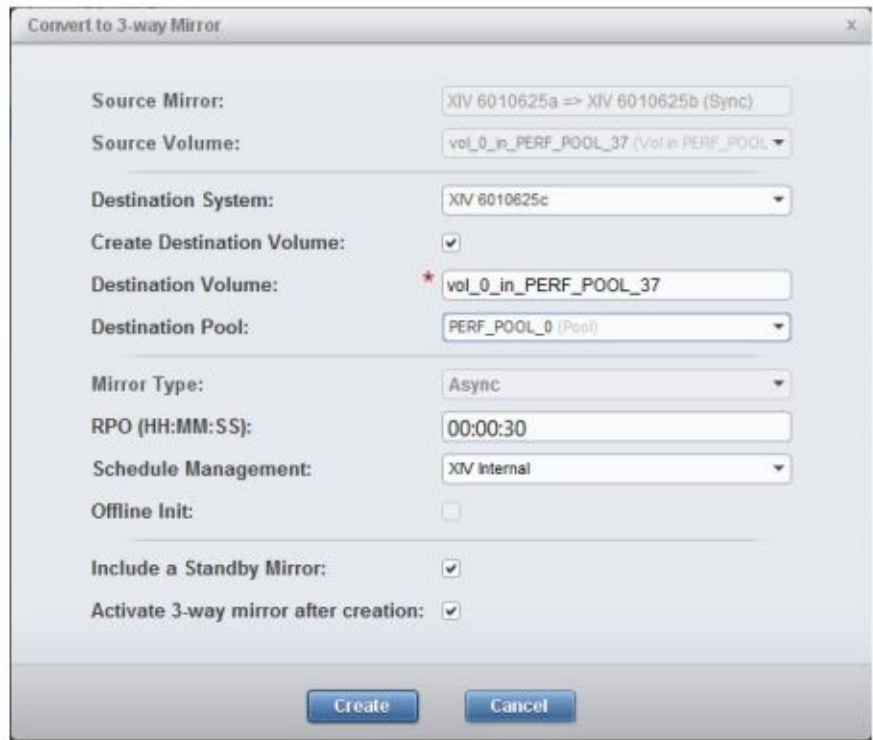 Convert to 3-way Mirror x
Source Mirror: XIV 6010625a => XIV 6010625b (Sync)
Source Volume: vol_0_in_PERF_POOL_37 (Vol in PERF_POOL
Destination System: XIV 6010625c
Create Destination Volume:
Destination Volume: * vol_0_in_PERF_POOL_37
Destination Pool: PERF_POOL_0 (Pool)
Mirror Type: Async
RPO (HH:MM:SS): 00:00:30
Schedule Management: XIV Internal
Offline Init:
Include a Standby Mirror:
Activate 3-way mirror after creation:
Create Cancel